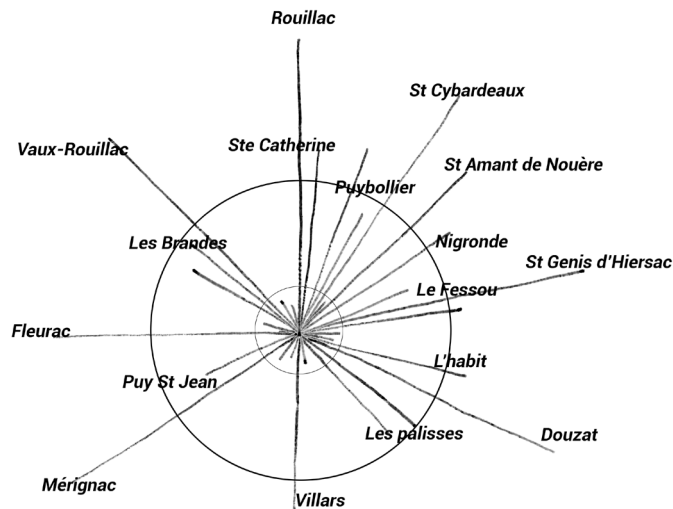 Rouillac
St Cybardeaux
Vaux-Rouillac
Ste Catherine
St Amant de Nouère
Puybollier
Les Brandes
Nigronde
St Genis d'Hiersac
Le Fessou
Fleurac
L'habit
Puy St Jean
Les palisses
Douzat
Mérignac
Villars